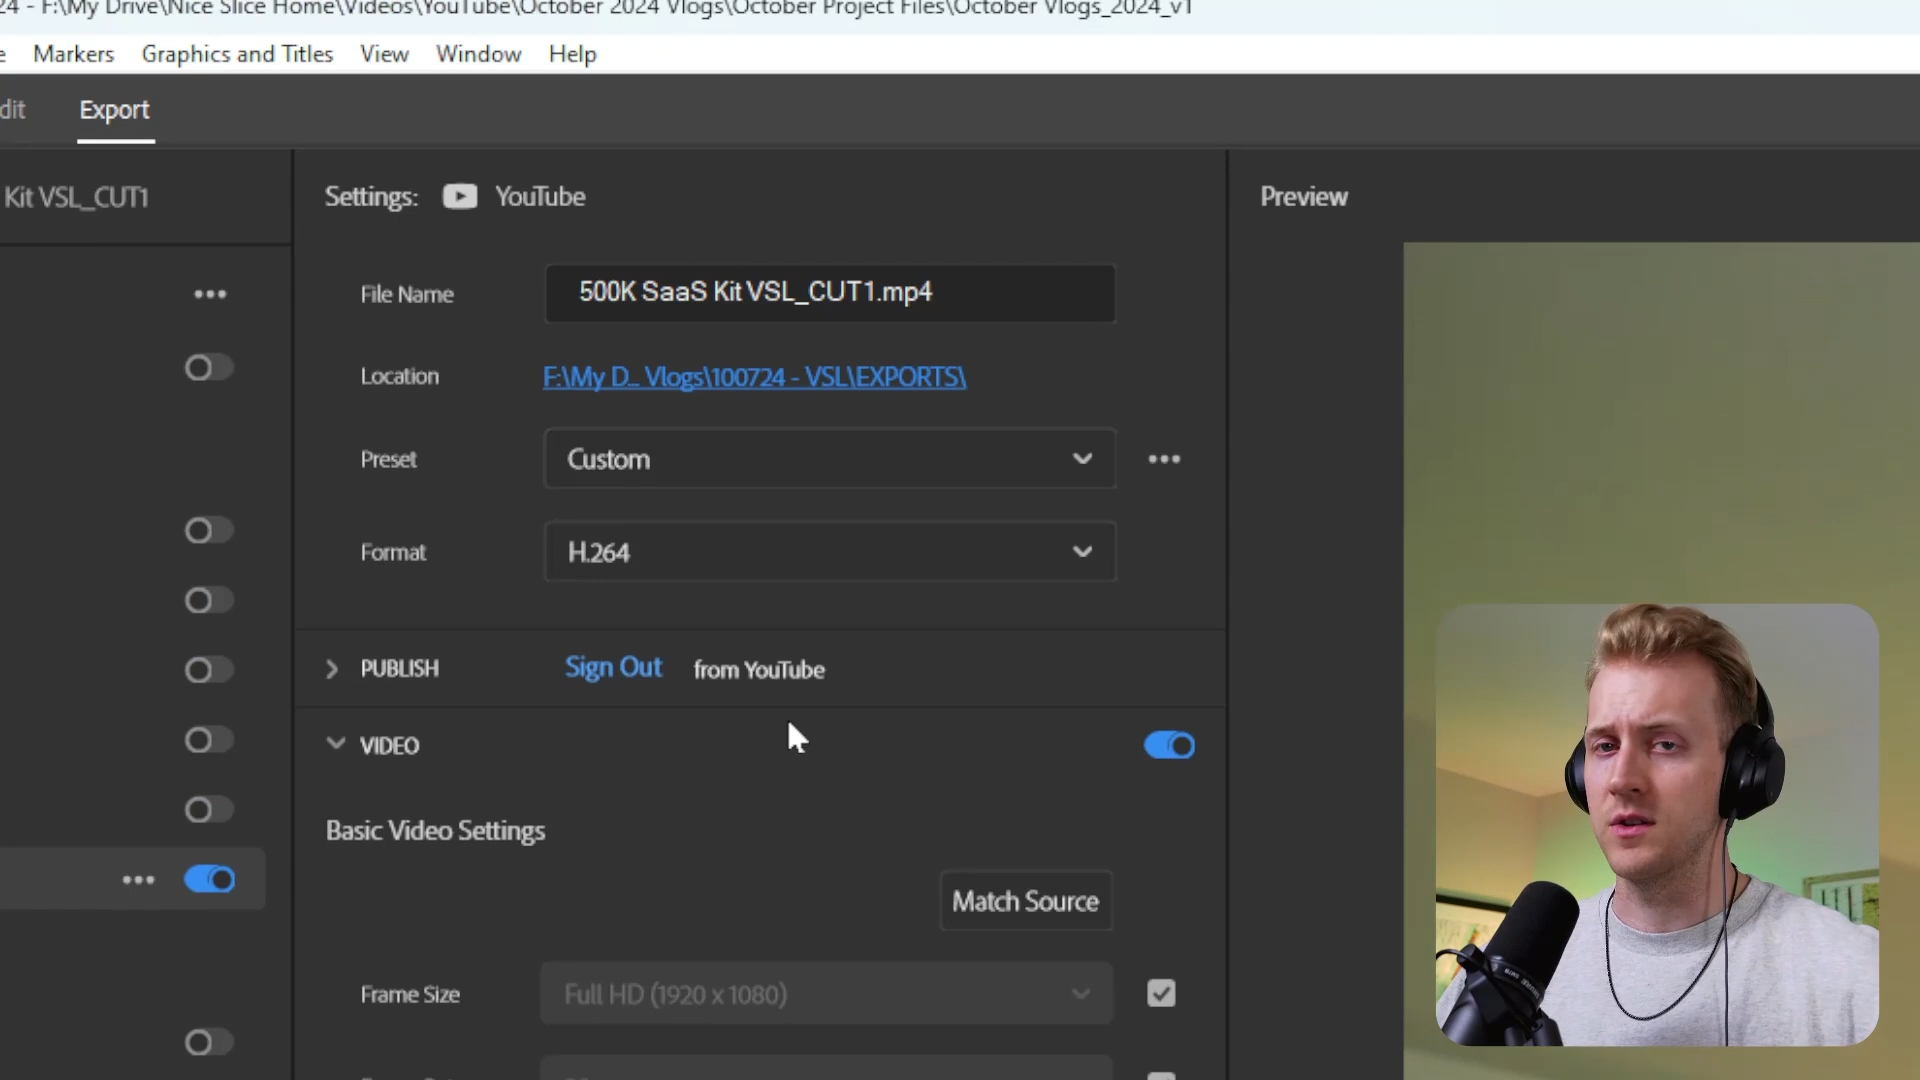 24 - F:\My Drive\Nice Slice Home\Videos\YouTube\October 2024 Vlogs\October Project Files\October Vlogs_2024_v1
e Markers Graphics and Titles View Window Help
dit Export
Kit VSL_CUT1
Settings: YouTube
Preview
File Name 500K SaaS Kit VSL_CUT1.mp4
Location F:\My D... Vlogs\100724 - VSL\EXPORTS\
Preset Custom
Format H.264
PUBLISH Sign Out from YouTube
VIDEO
Basic Video Settings
Match Source
Frame Size Full HD (1920 x 1080)